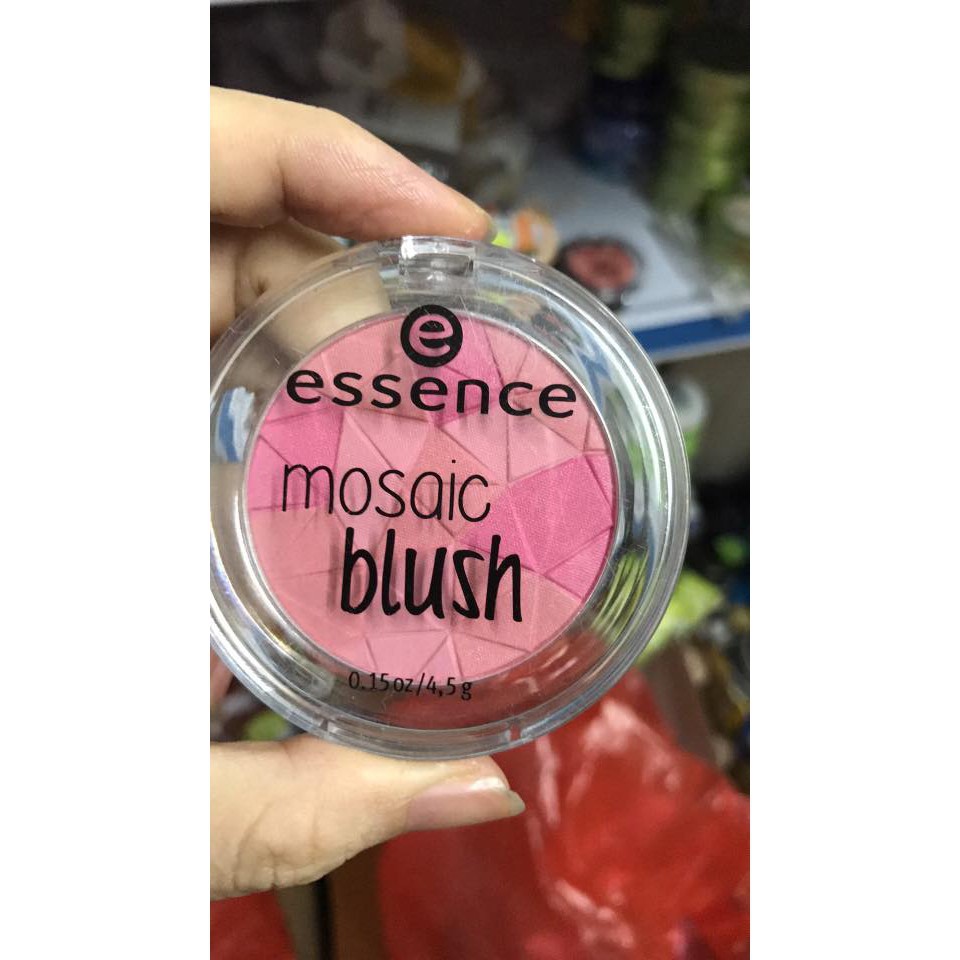 e
essence
mosaic
blush
0.15 oz/4,5 g